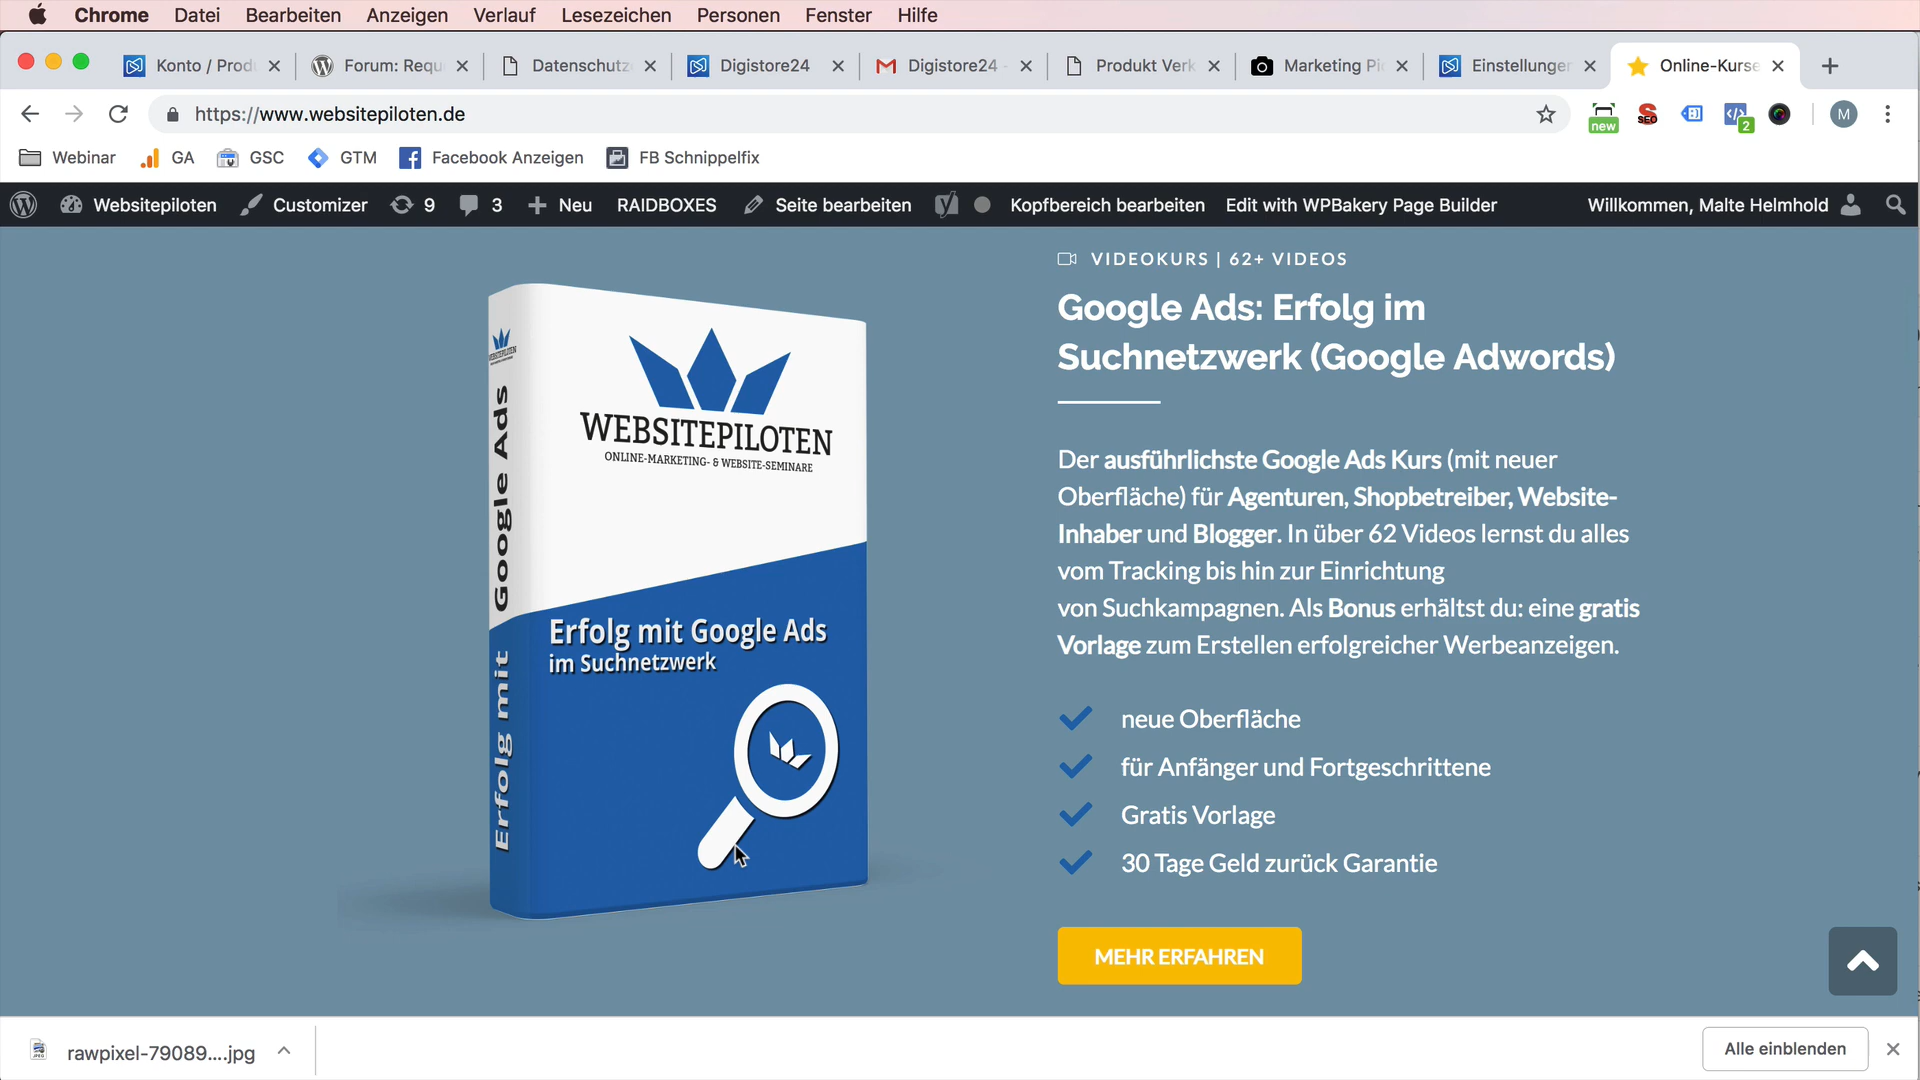 Chrome Datei Bearbeiten Anzeigen Verlauf Lesezeichen Personen Fenster Hilfe
Konto / Prod Forum: Requ Datenschutz Digistore24 Digistore24 - Produkt Verk Marketing Pi Einstellungen Online-Kurse
https://www.websitepiloten.de
new SEO 2 M
Webinar GA GSC GTM Facebook Anzeigen FB Schnippelfix
Websitepiloten Customizer 9 3 Neu RAIDBOXES Seite bearbeiten Kopfbereich bearbeiten Edit with WPBakery Page Builder Willkommen, Malte Helmhold
VIDEOKURS | 62+ VIDEOS
Google Ads: Erfolg im
Suchnetzwerk (Google Adwords)
WEBSITEPILOTEN
ONLINE-MARKETING- & WEBSITE-SEMINARE
Erfolg mit Google Ads
im Suchnetzwerk
WEBSITEPILOTEN
Erfolg mit Google Ads
Der ausführlichste Google Ads Kurs (mit neuer
Oberfläche) für Agenturen, Shopbetreiber, Website-
Inhaber und Blogger. In über 62 Videos lernst du alles
vom Tracking bis hin zur Einrichtung
von Suchkampagnen. Als Bonus erhältst du: eine gratis
Vorlage zum Erstellen erfolgreicher Werbeanzeigen.
neue Oberfläche
für Anfänger und Fortgeschrittene
Gratis Vorlage
30 Tage Geld zurück Garantie
MEHR ERFAHREN
rawpixel-79089....jpg
Alle einblenden